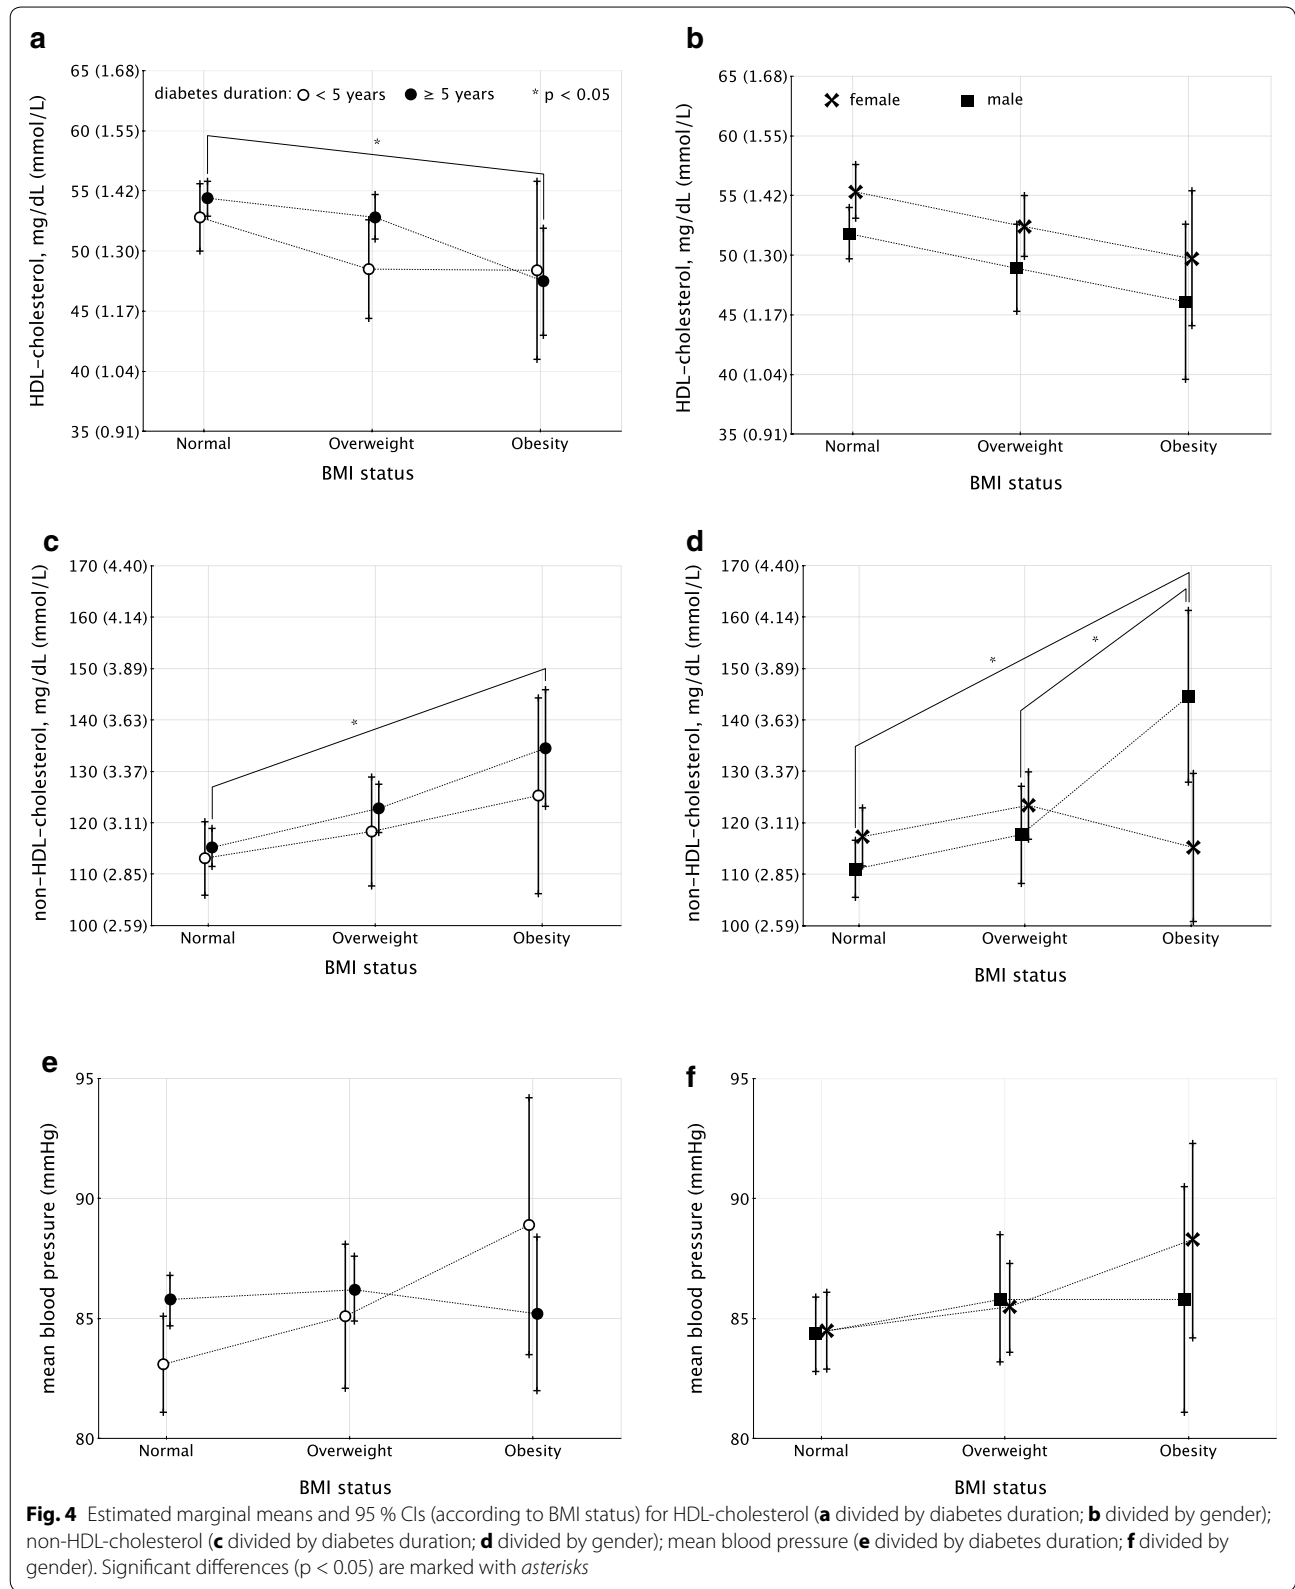 a
65 (1.68)
60 (1.55)
55 (1.42)
50 (1.30)
45 (1.17)
40 (1.04)
35 (0.91)
HDL–cholesterol, mg/dL (mmol/L)
diabetes duration: < 5 years ≥ 5 years * p < 0.05
*
Normal Overweight Obesity
BMI status
b
65 (1.68)
60 (1.55)
55 (1.42)
50 (1.30)
45 (1.17)
40 (1.04)
35 (0.91)
HDL–cholesterol, mg/dL (mmol/L)
female male
Normal Overweight Obesity
BMI status
c
170 (4.40)
160 (4.14)
150 (3.89)
140 (3.63)
130 (3.37)
120 (3.11)
110 (2.85)
100 (2.59)
non–HDL–cholesterol, mg/dL (mmol/L)
*
Normal Overweight Obesity
BMI status
d
170 (4.40)
160 (4.14)
150 (3.89)
140 (3.63)
130 (3.37)
120 (3.11)
110 (2.85)
100 (2.59)
non–HDL–cholesterol, mg/dL (mmol/L)
*
*
Normal Overweight Obesity
BMI status
e
95
90
85
80
mean blood pressure (mmHg)
Normal Overweight Obesity
BMI status
f
95
90
85
80
mean blood pressure (mmHg)
Normal Overweight Obesity
BMI status
Fig. 4 Estimated marginal means and 95 % CIs (according to BMI status) for HDL-cholesterol (a divided by diabetes duration; b divided by gender);
non-HDL-cholesterol (c divided by diabetes duration; d divided by gender); mean blood pressure (e divided by diabetes duration; f divided by
gender). Significant differences (p < 0.05) are marked with asterisks